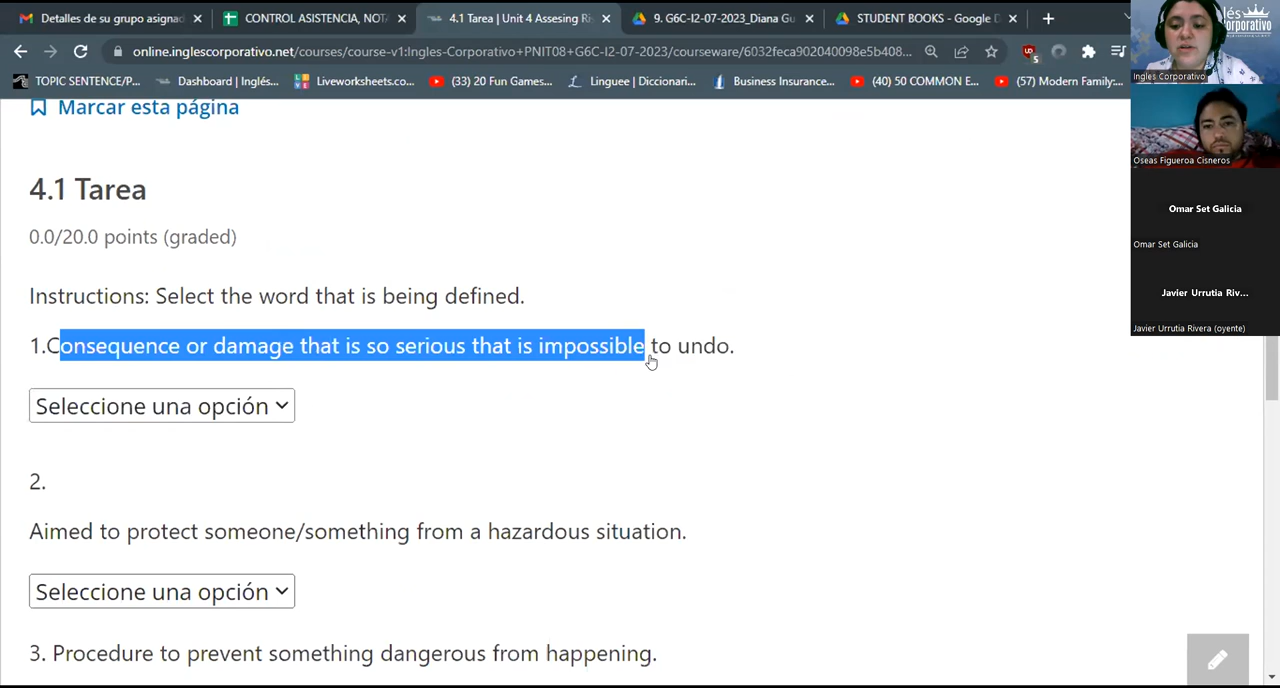 Detalles de su grupo asignad
CONTROL ASISTENCIA, NOTA
4.1 Tarea | Unit 4 Assesing Ri
9. G6C-I2-07-2023_Diana Gu
STUDENT BOOKS - Google D
online.inglescorporativo.net/courses/course-v1:Ingles-Corporativo+PNIT08+G6C-I2-07-2023/courseware/6032feca902040098e5b408...
TOPIC SENTENCE/P...
Dashboard | Inglés...
Liveworksheets.co...
(33) 20 Fun Games...
Linguee | Diccionari...
Business Insurance...
(40) 50 COMMON E...
(57) Modern Family:...
Marcar esta página
4.1 Tarea
0.0/20.0 points (graded)
Instructions: Select the word that is being defined.
1.Consequence or damage that is so serious that is impossible to undo.
Seleccione una opción
2.
Aimed to protect someone/something from a hazardous situation.
Seleccione una opción
3. Procedure to prevent something dangerous from happening.
lés
orporativo
Ingles Corporativo
Oseas Figueroa Cisneros
Omar Set Galicia
Omar Set Galicia
Javier Urrutia Riv...
Javier Urrutia Rivera (oyente)